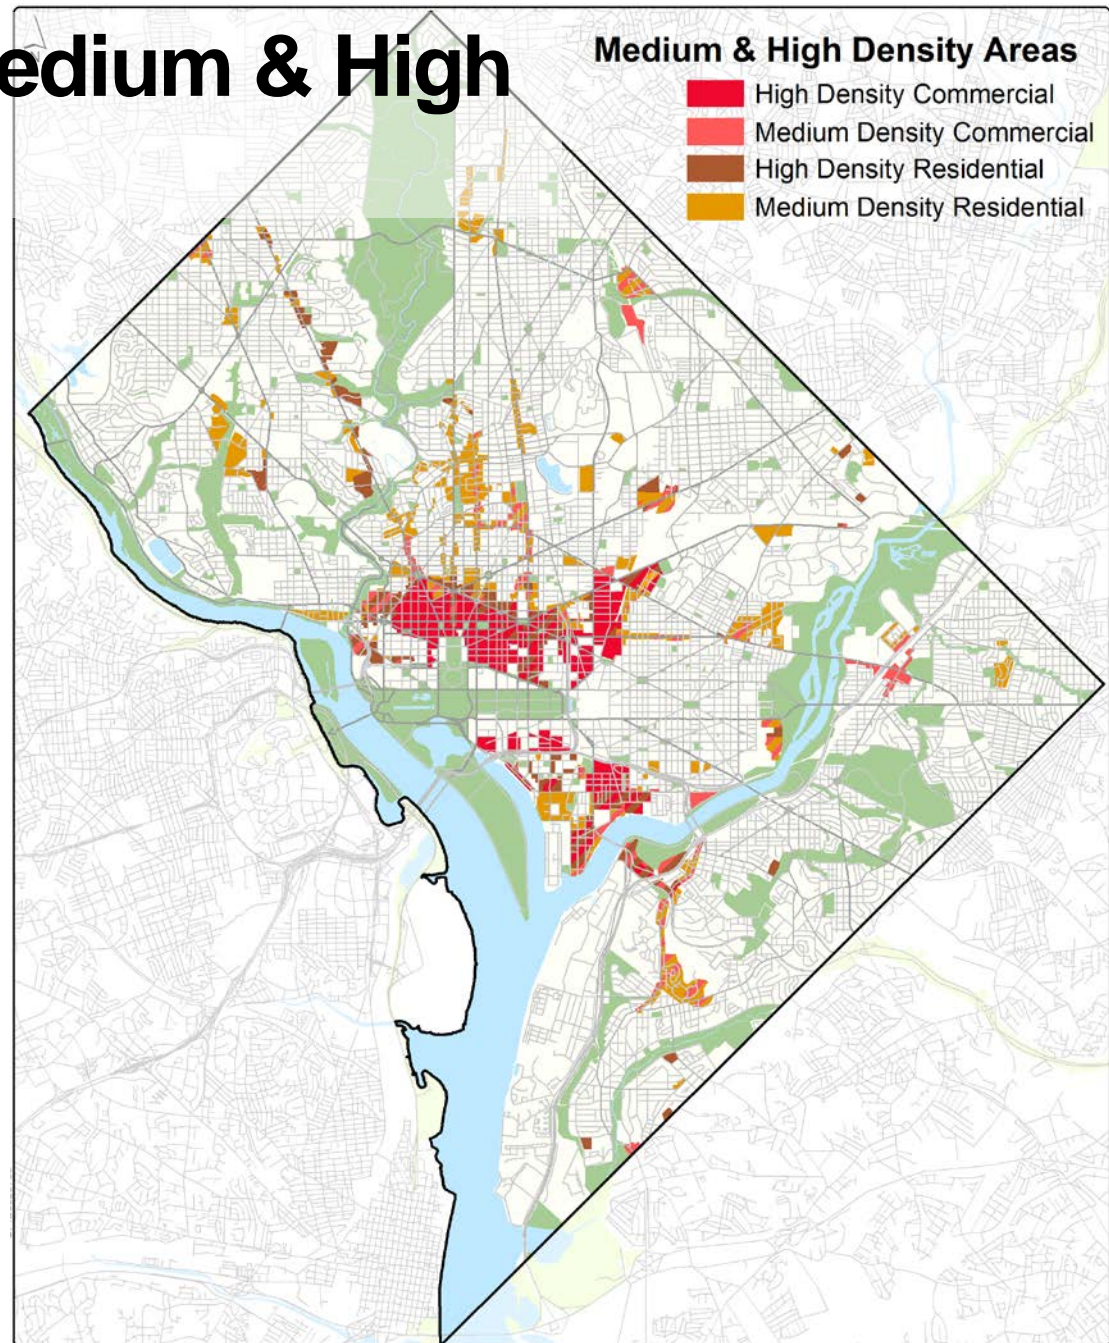 edium & High
Medium & High Density Areas
High Density Commercial
Medium Density Commercial
High Density Residential
Medium Density Residential